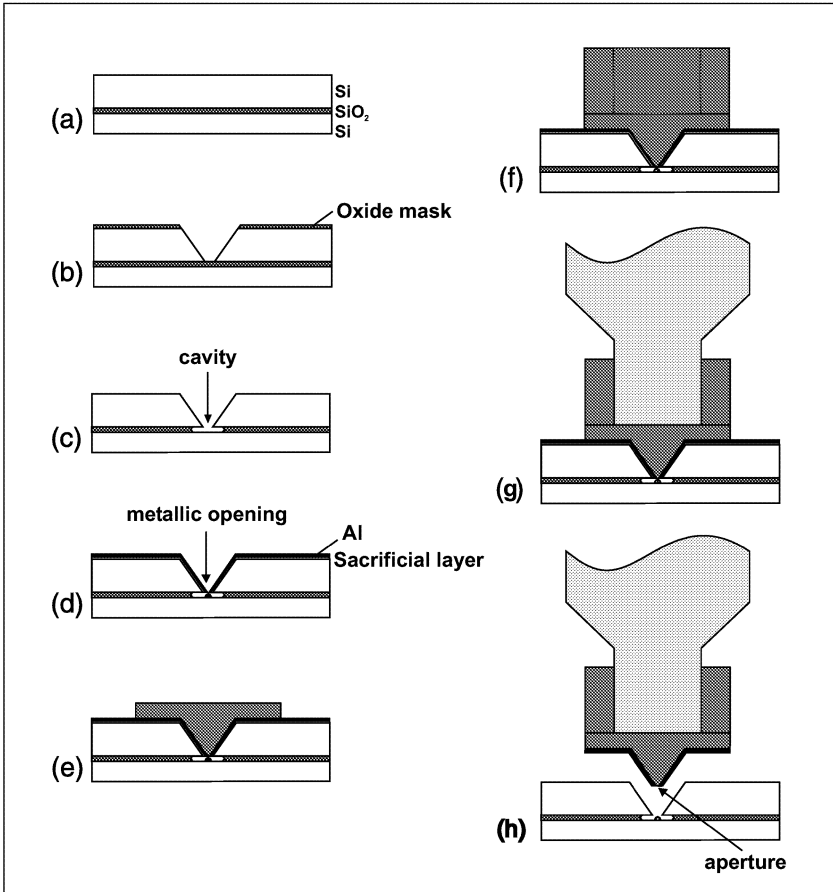 Si
(a)
SiO2
Si
Oxide mask
(b)
cavity
(c)
metallic opening
Al
Sacrificial layer
(d)
(e)
(f)
(g)
(h)
aperture